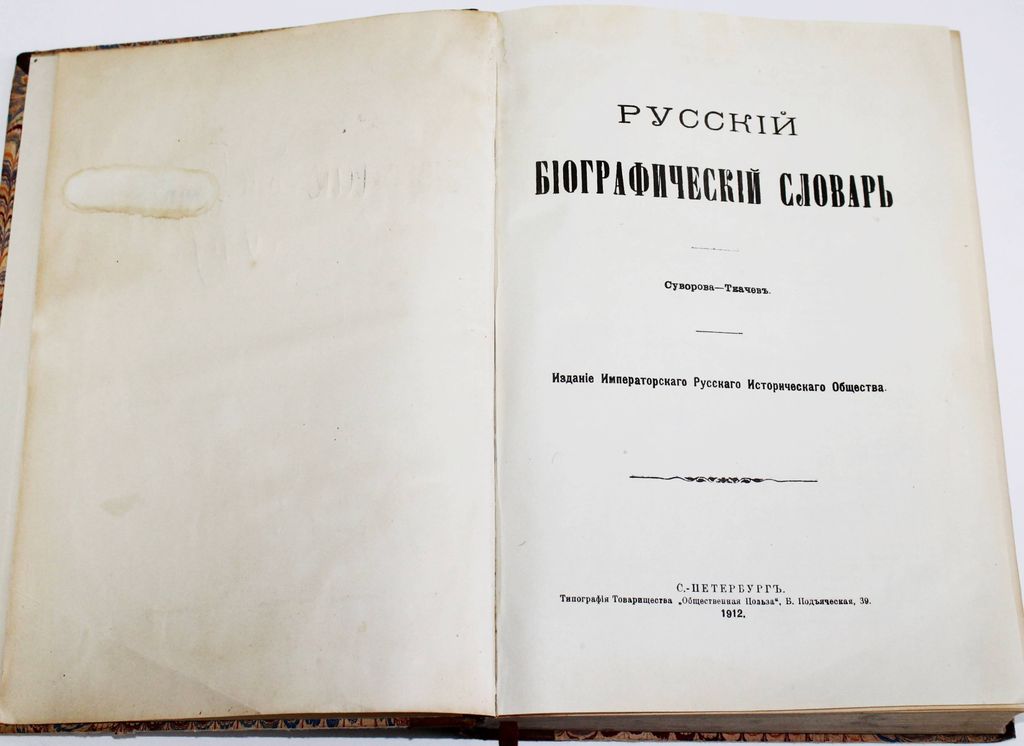 РУССКІЙ
БІОГРАФИЧЕСКІЙ СЛОВАРЬ
Суворова—Ткачевъ.
Изданіе Императорскаго Русскаго Историческаго Общества.
С.-ПЕТЕРБУРГЪ.
Типографія Товарищества „Общественная Польза“, Б. Подъяческая, 39.
1912.